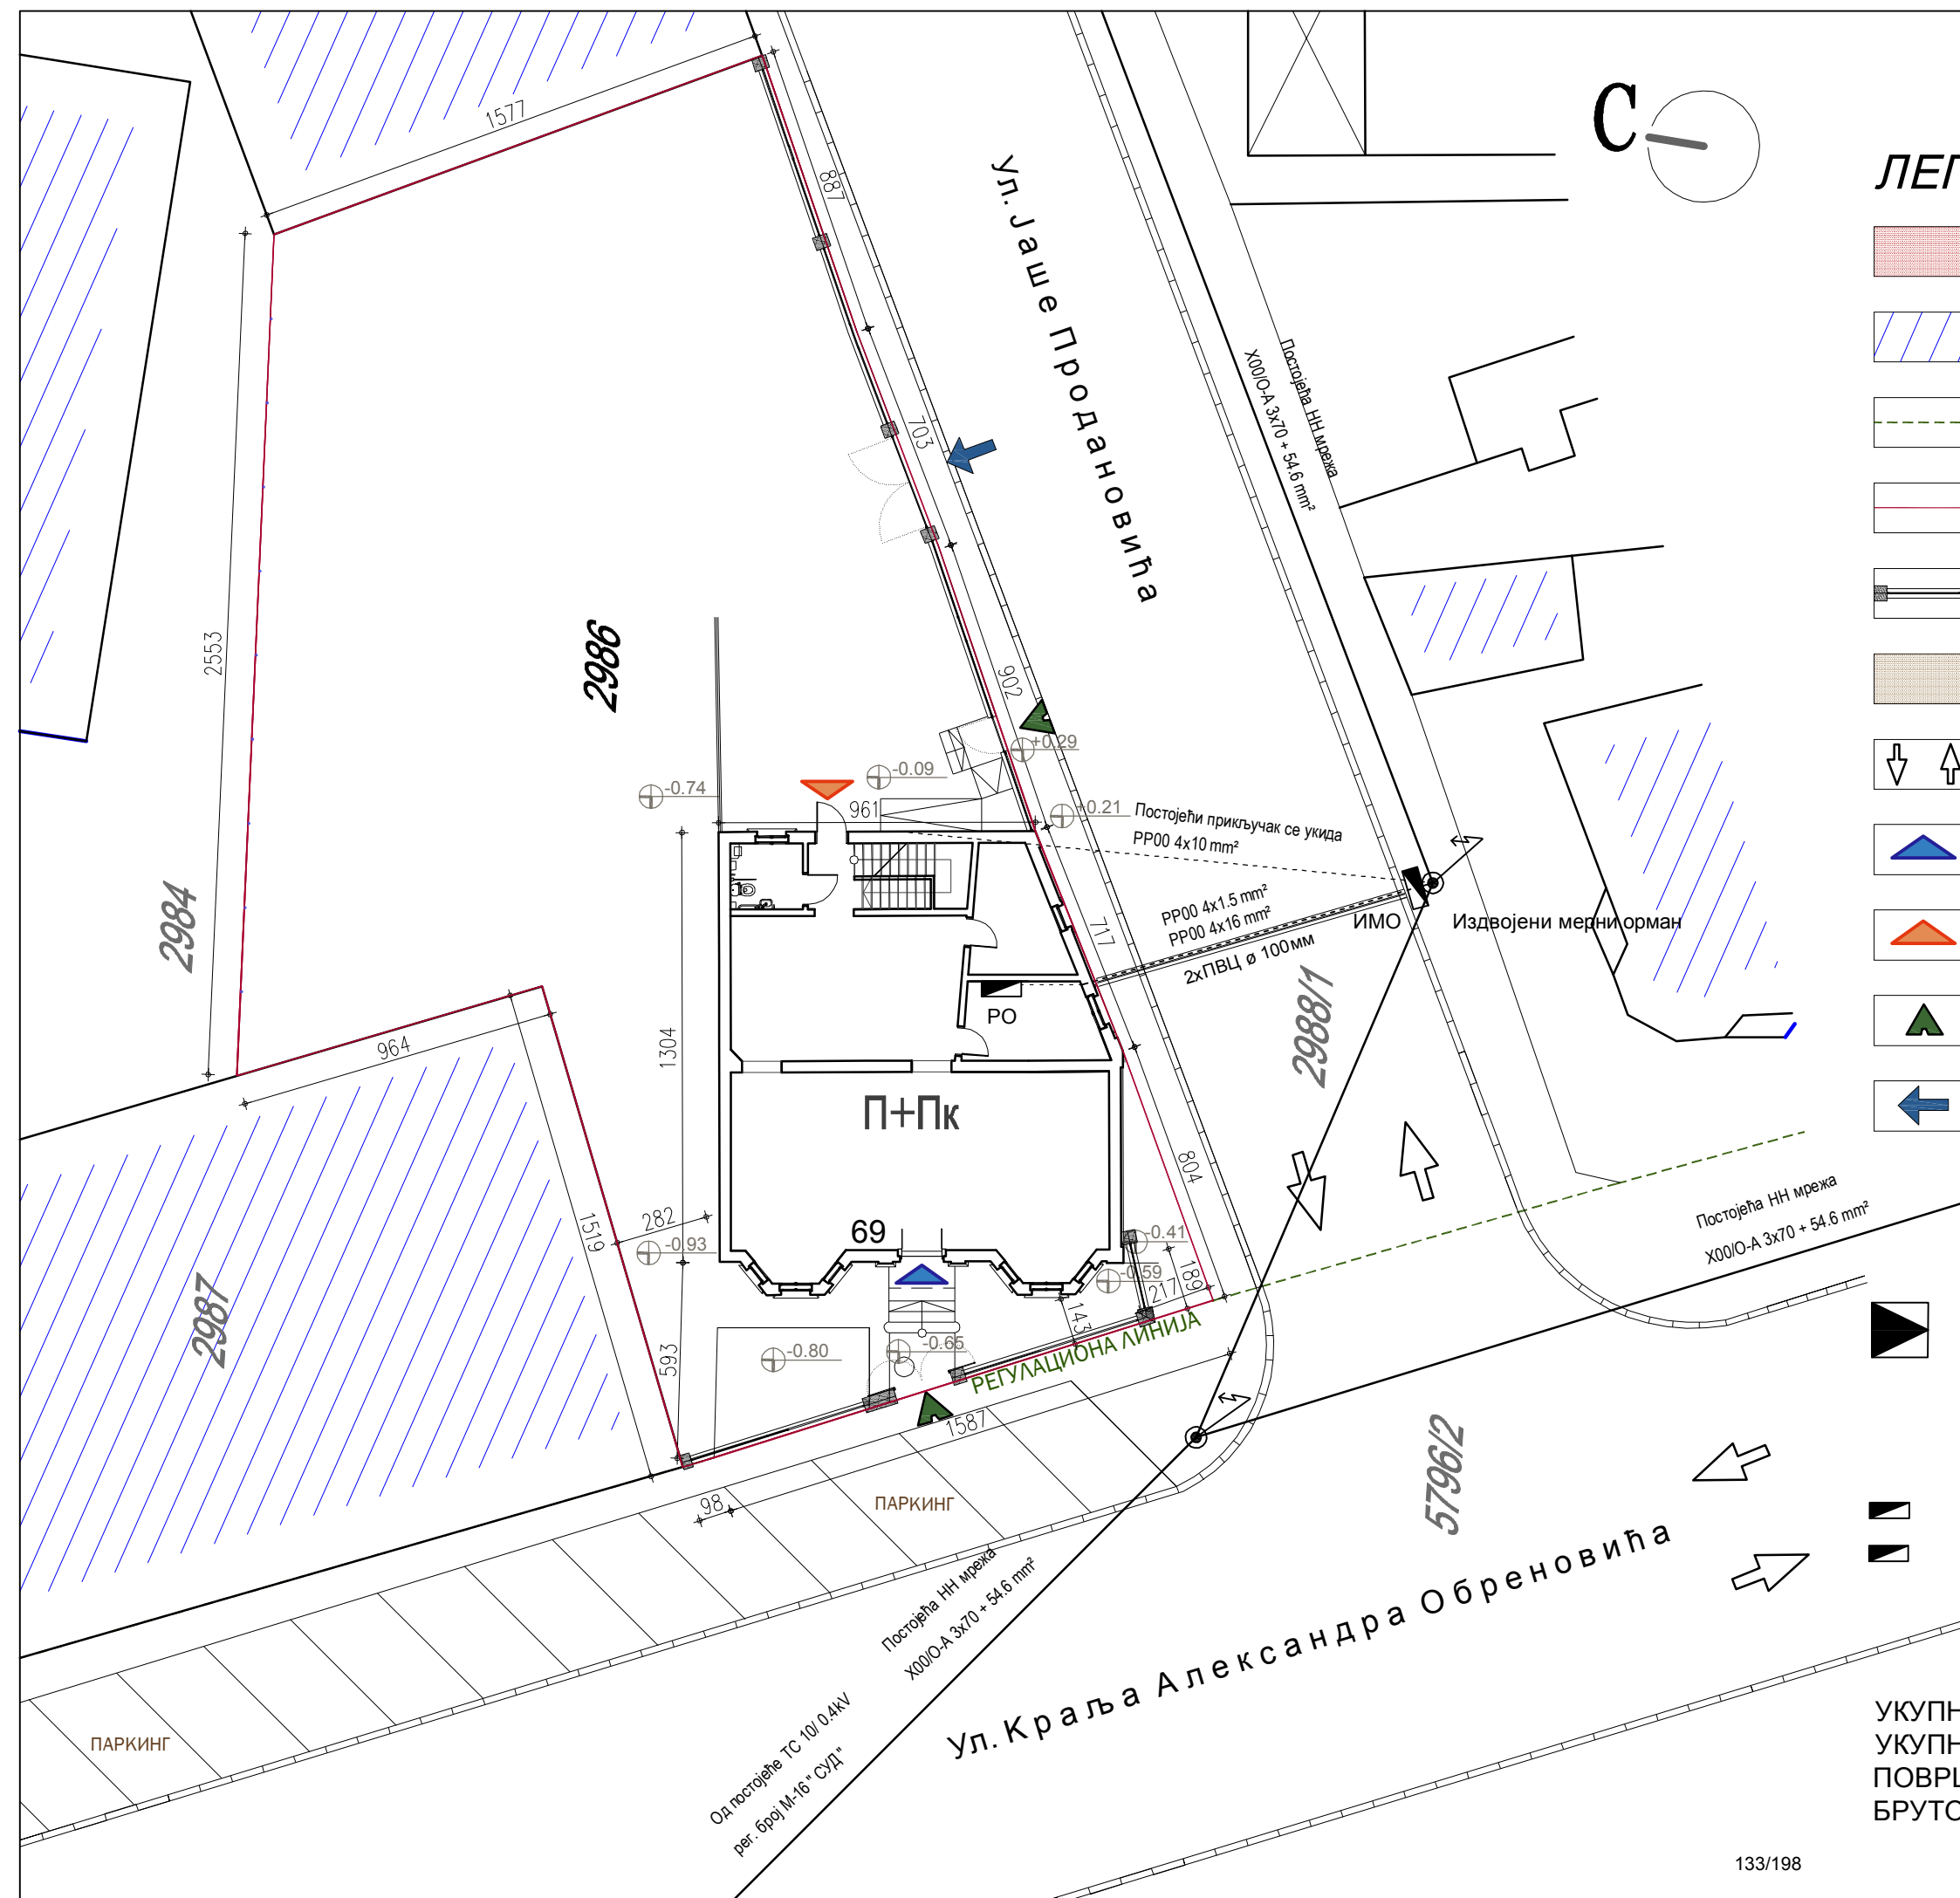 С
1577
887
Ул. Јаше Продановића
Постојећа НН мрежа
Х00/О-А 3х70 + 54.6 mm²
703
2553
2986
902
+0.29
-0.09
-0.74
961
+0.21
Постојећи прикључак се укида
РР00 4х10 mm²
РР00 4х1.5 mm²
РР00 4х16 mm²
2хПВЦ ø 100мм
ИМО
Издвојени мерни орман
717
2984
2988/1
РО
964
1304
П+Пк
804
1519
282
-0.93
69
-0.41
-0.59
189
217
143
Постојећа НН мрежа
Х00/О-А 3х70 + 54.6 mm²
2987
593
-0.80
-0.65
РЕГУЛАЦИОНА ЛИНИЈА
1587
98
ПАРКИНГ
5796/2
Постојећа НН мрежа
Х00/О-А 3х70 + 54.6 mm²
Ул. Краља Александра Обреновића
ПАРКИНГ
Од постојеће ТС 10/ 0.4kV
рег. број М-16 " СУД"
133/198